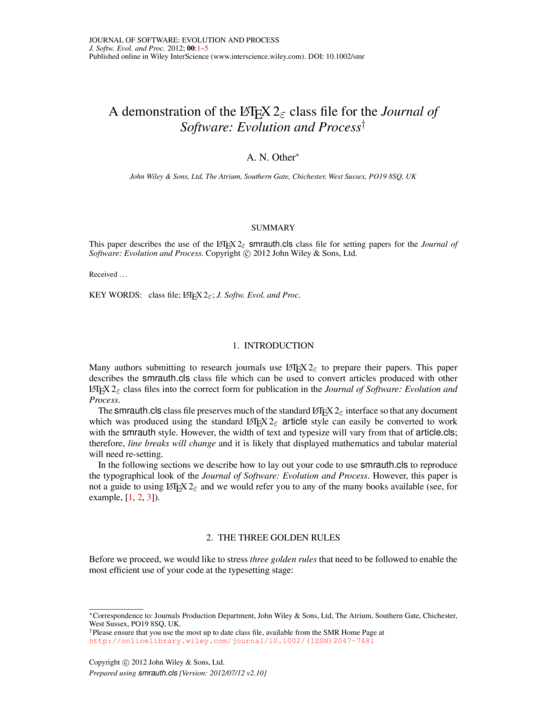 JOURNAL OF SOFTWARE: EVOLUTION AND PROCESS
J. Softw. Evol. and Proc. 2012; 00:1–5
Published online in Wiley InterScience (www.interscience.wiley.com). DOI: 10.1002/smr
A demonstration of the LATEX 2ε class file for the Journal of
Software: Evolution and Process†
A. N. Other*
John Wiley & Sons, Ltd, The Atrium, Southern Gate, Chichester, West Sussex, PO19 8SQ, UK
SUMMARY
This paper describes the use of the LATEX 2ε smrauth.cls class file for setting papers for the Journal of
Software: Evolution and Process. Copyright © 2012 John Wiley & Sons, Ltd.
Received . . .
KEY WORDS: class file; LATEX 2ε; J. Softw. Evol. and Proc.
1. INTRODUCTION
Many authors submitting to research journals use LATEX 2ε to prepare their papers. This paper
describes the smrauth.cls class file which can be used to convert articles produced with other
LATEX 2ε class files into the correct form for publication in the Journal of Software: Evolution and
Process.
The smrauth.cls class file preserves much of the standard LATEX 2ε interface so that any document
which was produced using the standard LATEX 2ε article style can easily be converted to work
with the smrauth style. However, the width of text and typesize will vary from that of article.cls;
therefore, line breaks will change and it is likely that displayed mathematics and tabular material
will need re-setting.
In the following sections we describe how to lay out your code to use smrauth.cls to reproduce
the typographical look of the Journal of Software: Evolution and Process. However, this paper is
not a guide to using LATEX 2ε and we would refer you to any of the many books available (see, for
example, [1, 2, 3]).
2. THE THREE GOLDEN RULES
Before we proceed, we would like to stress three golden rules that need to be followed to enable the
most efficient use of your code at the typesetting stage:
*Correspondence to: Journals Production Department, John Wiley & Sons, Ltd, The Atrium, Southern Gate, Chichester,
West Sussex, PO19 8SQ, UK.
†Please ensure that you use the most up to date class file, available from the SMR Home Page at
http://onlinelibrary.wiley.com/journal/10.1002/(ISSN)2047-7481
Copyright © 2012 John Wiley & Sons, Ltd.
Prepared using smrauth.cls [Version: 2012/07/12 v2.10]